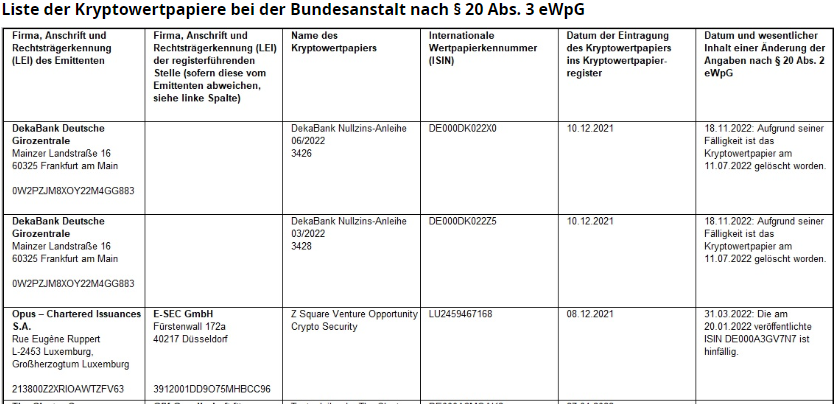 Liste der Kryptowertpapiere bei der Bundesanstalt nach § 20 Abs. 3 eWpG
Firma, Anschrift und
Rechtsträgerkennung
(LEI) des Emittenten
Firma, Anschrift und
Rechtsträgerkennung (LEI)
der registerführenden
Stelle (sofern diese vom
Emittenten abweichen,
siehe linke Spalte)
Name des
Kryptowertpapiers
Internationale
Wertpapierkennummer
(ISIN)
Datum der Eintragung
des Kryptowertpapiers
ins Kryptowertpapier-
register
Datum und wesentlicher
Inhalt einer Änderung der
Angaben nach § 20 Abs. 2
eWpG
DekaBank Deutsche
Girozentrale
Mainzer Landstraße 16
60325 Frankfurt am Main
0W2PZJM8XOY22M4GG883
DekaBank Nullzins-Anleihe
06/2022
3426
DE000DK022X0
10.12.2021
18.11.2022: Aufgrund seiner
Fälligkeit ist das
Kryptowertpapier am
11.07.2022 gelöscht worden.
DekaBank Deutsche
Girozentrale
Mainzer Landstraße 16
60325 Frankfurt am Main
0W2PZJM8XOY22M4GG883
DekaBank Nullzins-Anleihe
03/2022
3428
DE000DK022Z5
10.12.2021
18.11.2022: Aufgrund seiner
Fälligkeit ist das
Kryptowertpapier am
11.07.2022 gelöscht worden.
Opus – Chartered Issuances
S.A.
Rue Eugène Ruppert
L-2453 Luxemburg,
Großherzogtum Luxemburg
213800Z2XRIOAWTZFV63
E-SEC GmbH
Fürstenwall 172a
40217 Düsseldorf
3912001DD9O75MHBCC96
Z Square Venture Opportunity
Crypto Security
LU2459467168
08.12.2021
31.03.2022: Die am
20.01.2022 veröffentlichte
ISIN DE000A3GV7N7 ist
hinfällig.